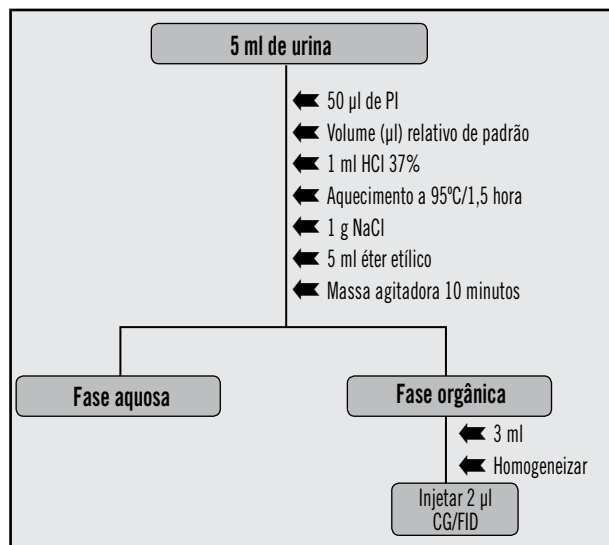 5 ml de urina
50 µl de PI
Volume (µl) relativo de padrão
1 ml HCl 37%
Aquecimento a 95ºC/1,5 hora
1 g NaCl
5 ml éter etílico
Massa agitadora 10 minutos
Fase aquosa
Fase orgânica
3 ml
Homogeneizar
Injetar 2 µl
CG/FID